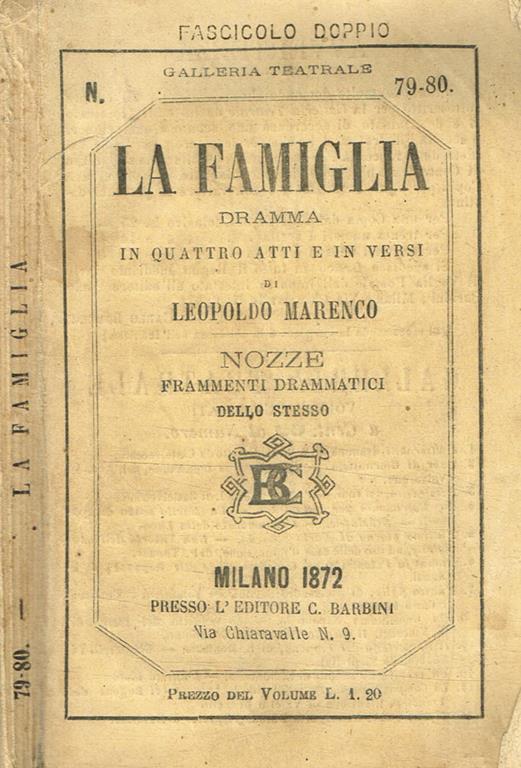 FASCICOLO DOPPIO
GALLERIA TEATRALE
N. 79-80.
LA FAMIGLIA
DRAMMA
IN QUATTRO ATTI E IN VERSI
DI
LEOPOLDO MARENCO
NOZZE
FRAMMENTI DRAMMATICI
DELLO STESSO
BC
MILANO 1872
PRESSO L'EDITORE C. BARBINI
Via Chiaravalle N. 9.
PREZZO DEL VOLUME L. 1. 20
79-80. — LA FAMIGLIA